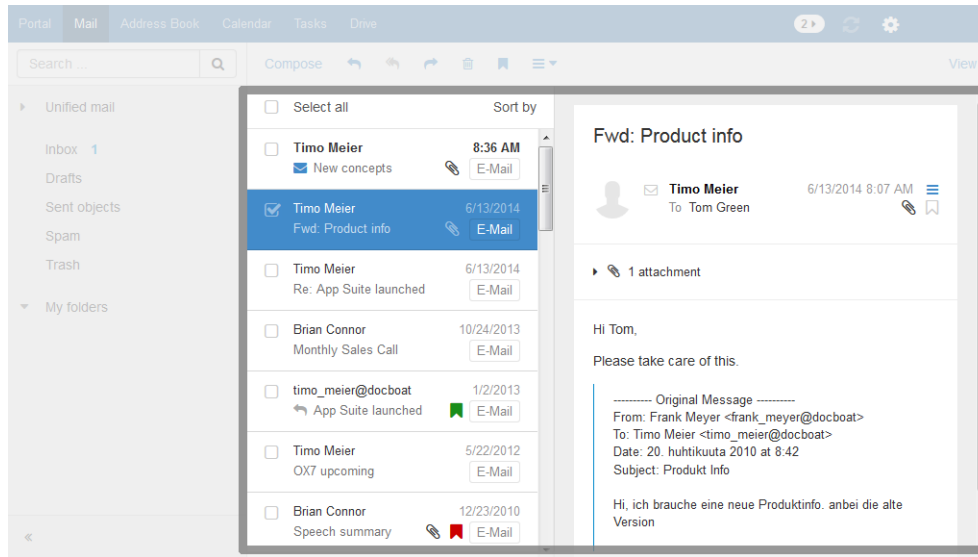 Portal Mail Address Book Calendar Tasks Drive 2
Search ... Compose View
Unified mail
Inbox 1
Drafts
Sent objects
Spam
Trash
My folders
Select all Sort by
Timo Meier 8:36 AM
New concepts E-Mail
Timo Meier 6/13/2014
Fwd: Product info E-Mail
Timo Meier 6/13/2014
Re: App Suite launched E-Mail
Brian Connor 10/24/2013
Monthly Sales Call E-Mail
timo_meier@docboat 1/2/2013
App Suite launched E-Mail
Timo Meier 5/22/2012
OX7 upcoming E-Mail
Brian Connor 12/23/2010
Speech summary E-Mail
Fwd: Product info
Timo Meier 6/13/2014 8:07 AM
To Tom Green
1 attachment
Hi Tom,
Please take care of this.
---------- Original Message ----------
From: Frank Meyer <frank_meyer@docboat>
To: Timo Meier <timo_meier@docboat>
Date: 20. huhtikuuta 2010 at 8:42
Subject: Produkt Info
Hi, ich brauche eine neue Produktinfo. anbei die alte
Version